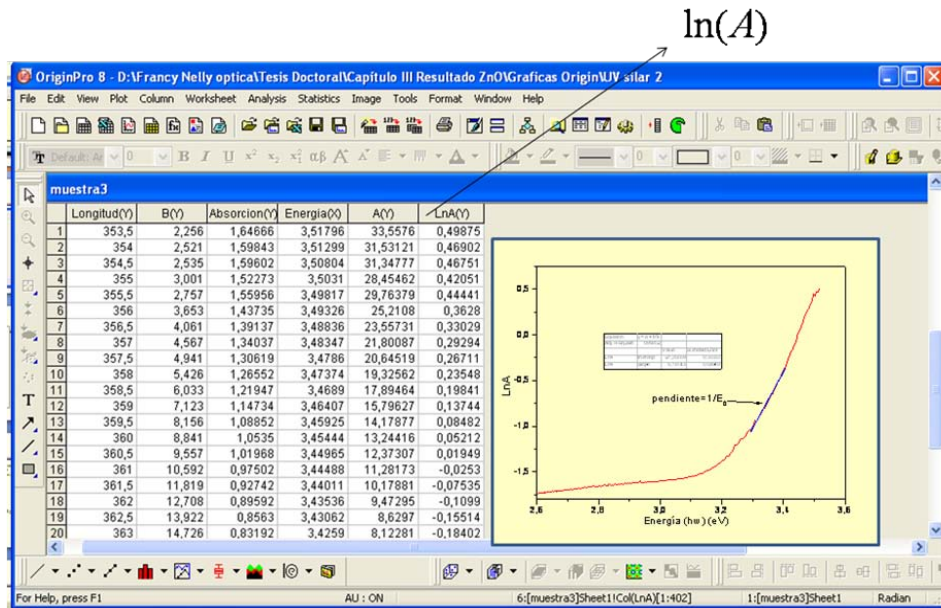 ln(A)
OriginPro 8 - D:\Francy Nelly optica\Tesis Doctoral\Capítulo III Resultado ZnO\Graficas Origin\UV silar 2
File Edit View Plot Column Worksheet Analysis Statistics Image Tools Format Window Help
Default: Ar 0 B I U 0 0
muestra3
Longitud(Y) B(Y) Absorcion(Y) Energia(X) A(Y) LnA(Y)
1 353,5 2,256 1,64666 3,51796 33,5576 0,49875
2 354 2,521 1,59843 3,51299 31,53121 0,46902
3 354,5 2,535 1,59602 3,50804 31,34777 0,46751
4 355 3,001 1,52273 3,5031 28,45462 0,42051
5 355,5 2,757 1,55956 3,49817 29,76379 0,44441
6 356 3,653 1,43735 3,49326 25,2108 0,3628
7 356,5 4,061 1,39137 3,48836 23,55731 0,33029
8 357 4,567 1,34037 3,48347 21,80087 0,29294
9 357,5 4,941 1,30619 3,4786 20,64519 0,26711
10 358 5,426 1,26552 3,47374 19,32562 0,23548
11 358,5 6,033 1,21947 3,4689 17,89464 0,19841
12 359 7,123 1,14734 3,46407 15,79627 0,13744
13 359,5 8,156 1,08852 3,45925 14,17877 0,08482
14 360 8,841 1,0535 3,45444 13,24416 0,05212
15 360,5 9,557 1,01968 3,44965 12,37307 0,01949
16 361 10,592 0,97502 3,44488 11,28173 -0,0253
17 361,5 11,819 0,92742 3,44011 10,17881 -0,07535
18 362 12,708 0,89592 3,43536 9,47295 -0,1099
19 362,5 13,922 0,8563 3,43062 8,6297 -0,15514
20 363 14,726 0,83192 3,4259 8,12281 -0,18402
0,5
0,0
-0,5
-1,0
-1,5
LnA
pendiente=1/E₀
2,6 2,8 3,0 3,2 3,4 3,6
Energía (hw) (eV)
For Help, press F1 AU : ON 6:[muestra3]Sheet1!Col(LnA)[1:402] 1:[muestra3]Sheet1 Radian